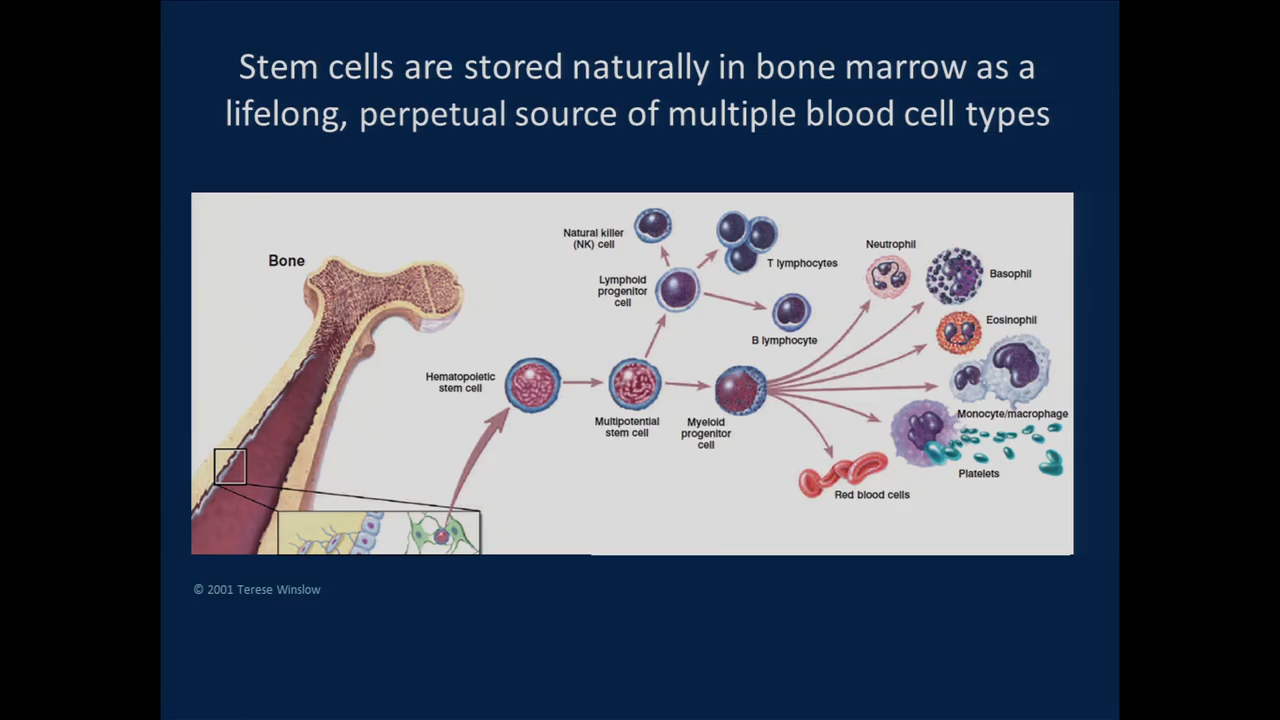 Stem cells are stored naturally in bone marrow as a
lifelong, perpetual source of multiple blood cell types
Bone
Natural killer
(NK) cell
T lymphocytes
Lymphoid
progenitor
cell
B lymphocyte
Neutrophil
Basophil
Eosinophil
Hematopoietic
stem cell
Multipotential
stem cell
Myeloid
progenitor
cell
Monocyte/macrophage
Platelets
Red blood cells
© 2001 Terese Winslow